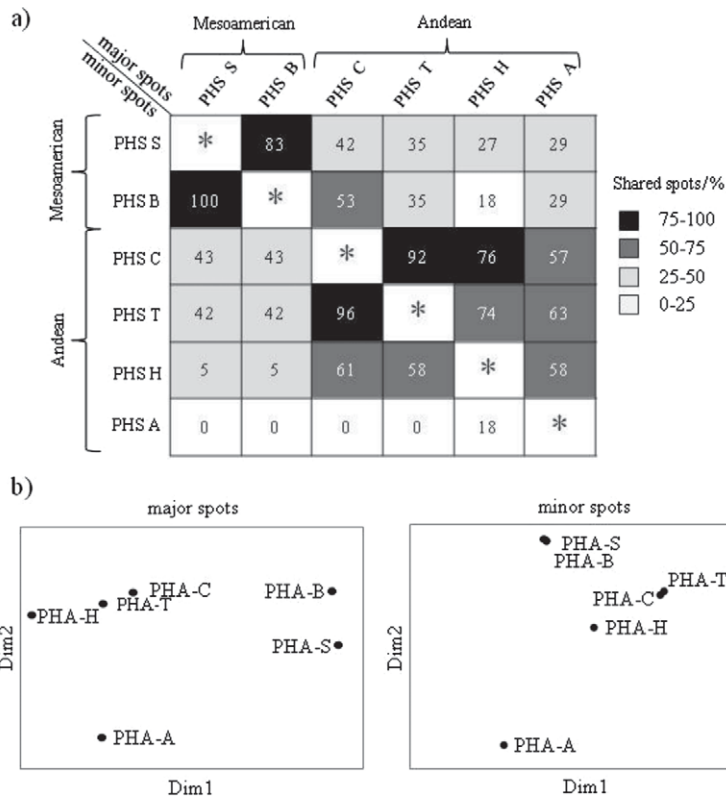 a)
Mesoamerican Andean
major spots
minor spots
PHS S PHS B PHS C PHS T PHS H PHS A
Mesoamerican
PHS S * 83 42 35 27 29
PHS B 100 * 53 35 18 29
Andean
PHS C 43 43 * 92 76 57
PHS T 42 42 96 * 74 63
PHS H 5 5 61 58 * 58
PHS A 0 0 0 0 18 *
Shared spots/%
75-100
50-75
25-50
0-25
b)
major spots
PHA-C
PHA-B
PHA-T
PHA-H
PHA-S
PHA-A
Dim2
Dim1
minor spots
PHA-S
PHA-B
PHA-T
PHA-C
PHA-H
PHA-A
Dim2
Dim1